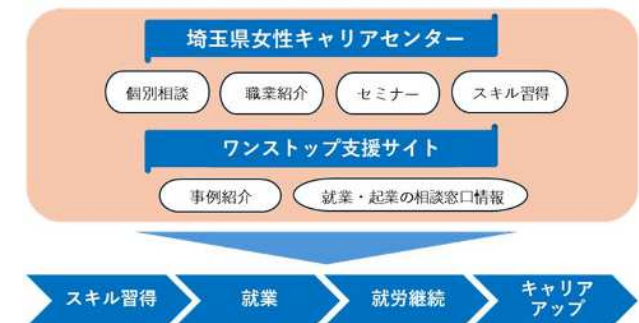 埼玉県女性キャリアセンター
個別相談 職業紹介 セミナー スキル習得
ワンストップ支援サイト
事例紹介 就業・起業の相談窓口情報
スキル習得 就業 就労継続 キャリア
アップ